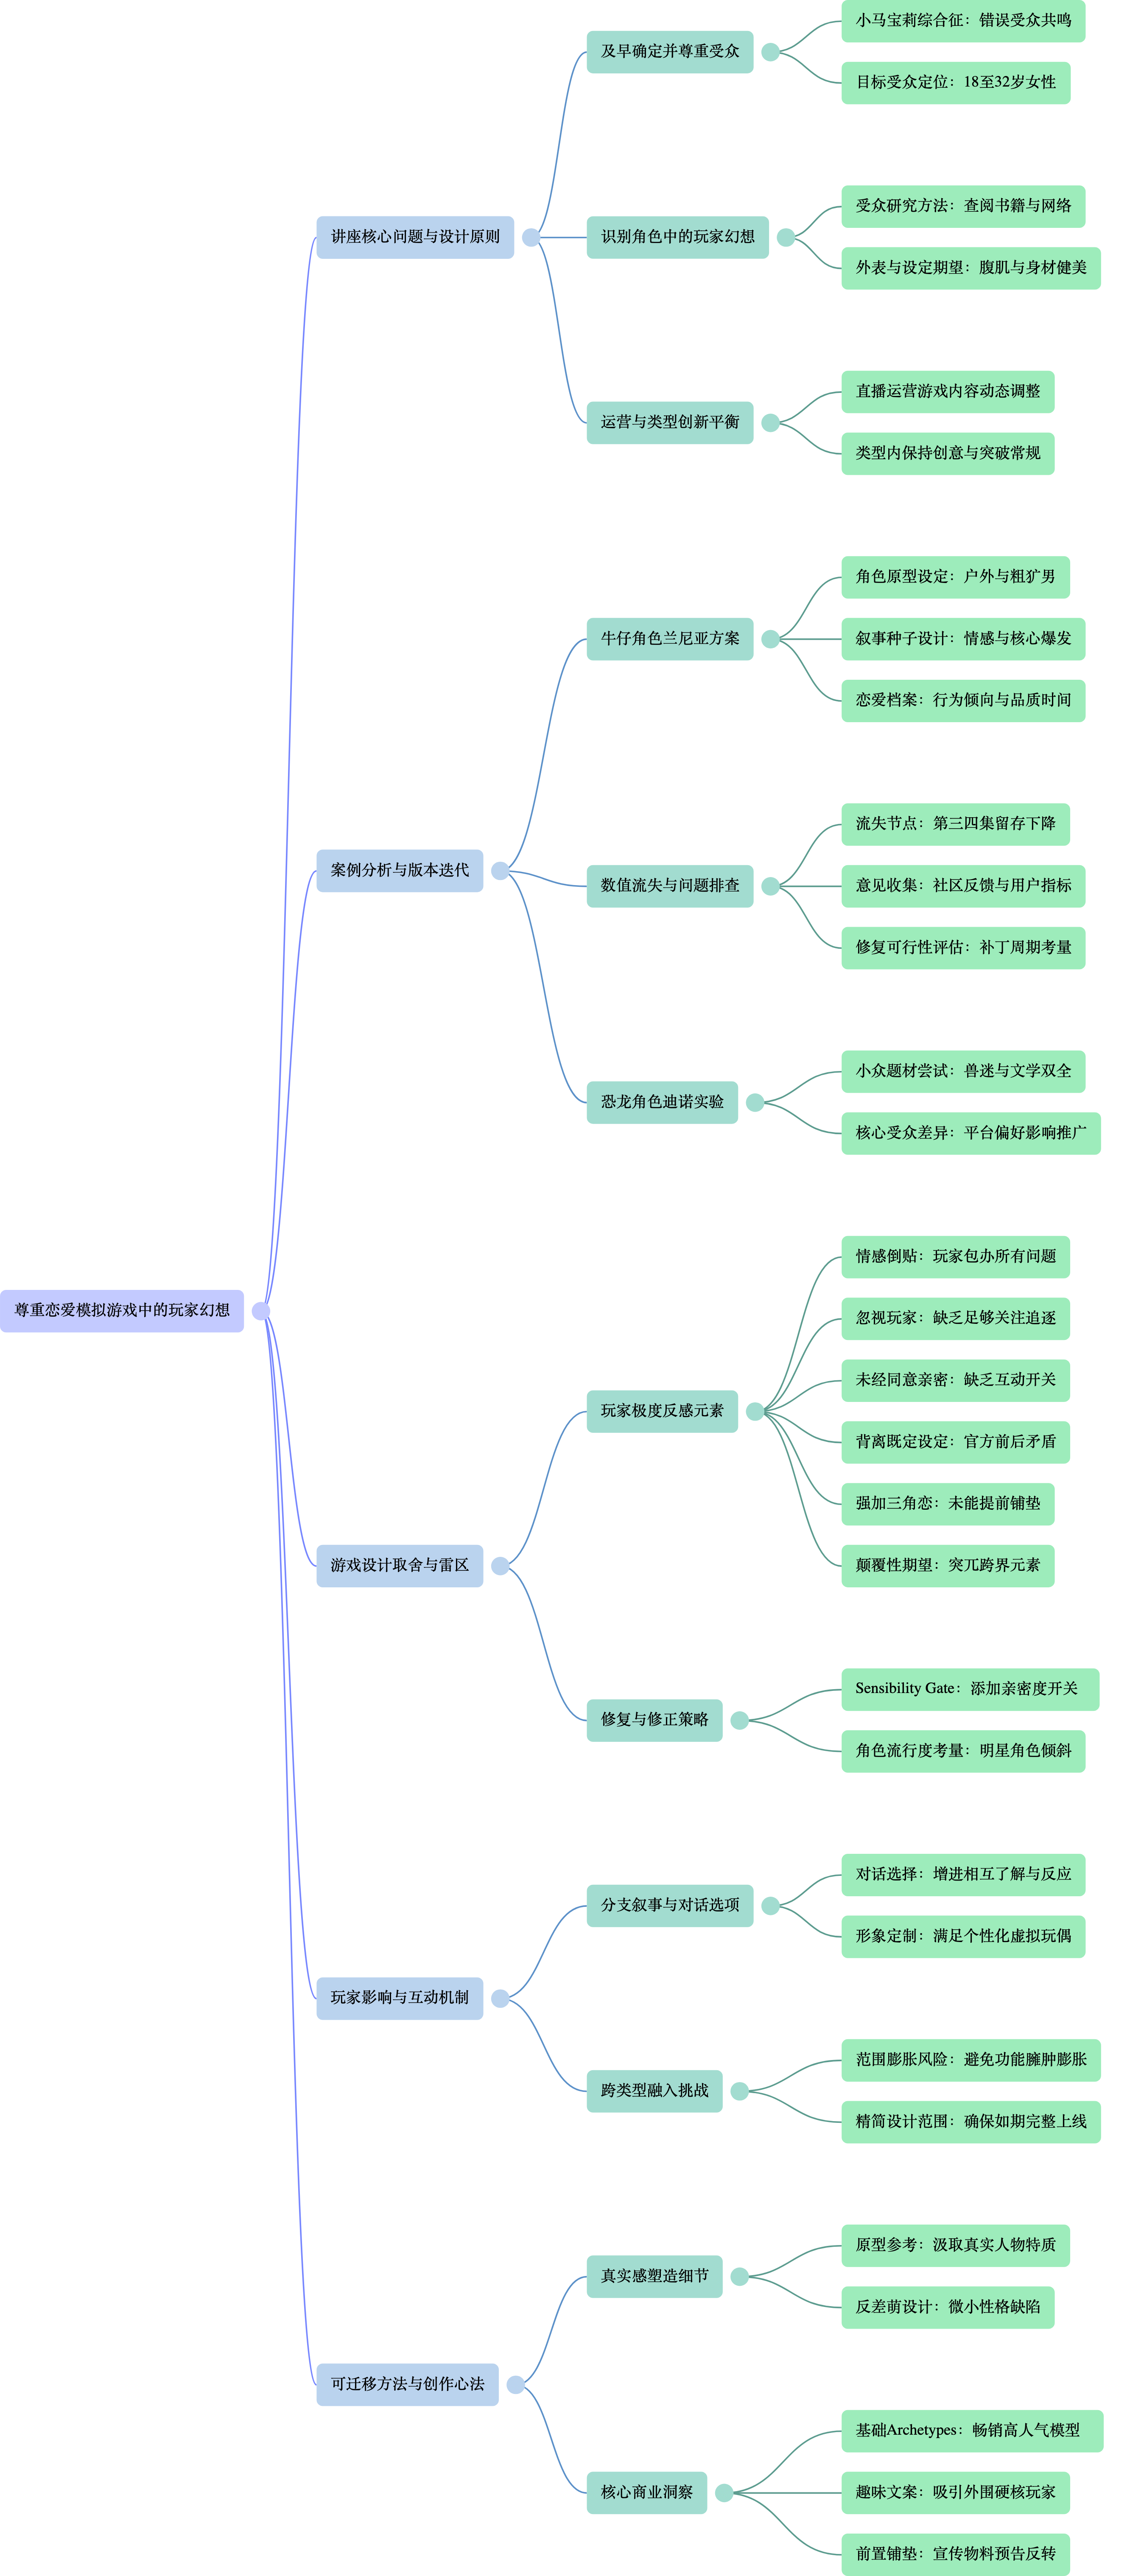 尊重恋爱模拟游戏中的玩家幻想
讲座核心问题与设计原则
及早确定并尊重受众
小马宝莉综合征：错误受众共鸣
目标受众定位：18至32岁女性
识别角色中的玩家幻想
受众研究方法：查阅书籍与网络
外表与设定期望：腹肌与身材健美
运营与类型创新平衡
直播运营游戏内容动态调整
类型内保持创意与突破常规
案例分析与版本迭代
牛仔角色兰尼亚方案
角色原型设定：户外与粗犷男
叙事种子设计：情感与核心爆发
恋爱档案：行为倾向与品质时间
数值流失与问题排查
流失节点：第三四集留存下降
意见收集：社区反馈与用户指标
修复可行性评估：补丁周期考量
恐龙角色迪诺实验
小众题材尝试：兽迷与文学双全
核心受众差异：平台偏好影响推广
游戏设计取舍与雷区
玩家极度反感元素
情感倒贴：玩家包办所有问题
忽视玩家：缺乏足够关注追逐
未经同意亲密：缺乏互动开关
背离既定设定：官方前后矛盾
强加三角恋：未能提前铺垫
颠覆性期望：突兀跨界元素
修复与修正策略
Sensibility Gate：添加亲密度开关
角色流行度考量：明星角色倾斜
玩家影响与互动机制
分支叙事与对话选项
对话选择：增进相互了解与反应
形象定制：满足个性化虚拟玩偶
跨类型融入挑战
范围膨胀风险：避免功能臃肿膨胀
精简设计范围：确保如期完整上线
可迁移方法与创作心法
真实感塑造细节
原型参考：汲取真实人物特质
反差萌设计：微小性格缺陷
核心商业洞察
基础Archetypes：畅销高人气模型
趣味文案：吸引外围硬核玩家
前置铺垫：宣传物料预告反转